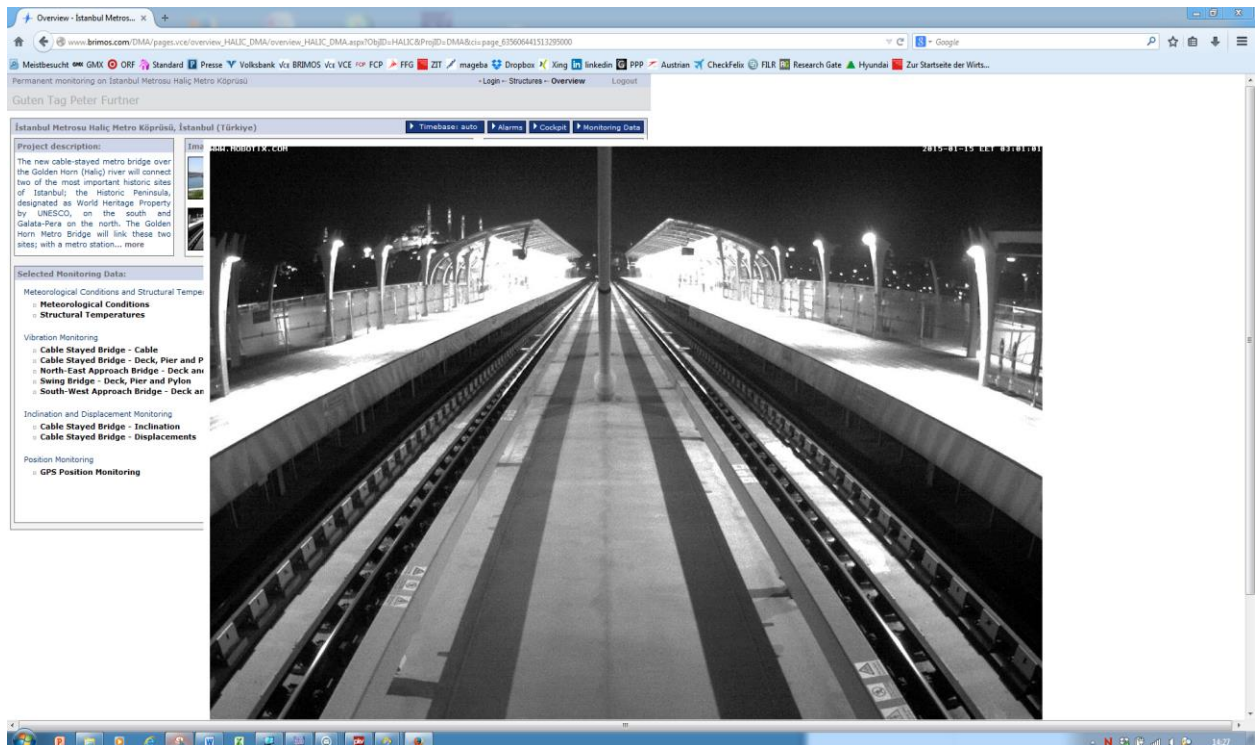 Overview - İstanbul Metros...
www.brimos.com/DMA/pages.vce/overview_HALIC_DMA/overview_HALIC_DMA.aspx?ObjID=HALIC&ProjID=DMA&ci=page_635606441513295000
Google
Meistbesucht GMX ORF Standard Presse Volksbank BRIMOS VCE FCP FFG ZIT mageba Dropbox Xing linkedin PPP Austrian CheckFelix FILR Research Gate Hyundai Zur Startseite der Wirts...
Permanent monitoring on İstanbul Metrosu Haliç Metro Köprüsü
- Login - Structures - Overview
Logout
Guten Tag Peter Furtner
İstanbul Metrosu Haliç Metro Köprüsü, İstanbul (Türkiye)
Timebase: auto
Alarms
Cockpit
Monitoring Data
Project description:
The new cable-stayed metro bridge over
the Golden Horn (Haliç) river will connect
two of the most important historic sites
of Istanbul; the Historic Peninsula,
designated as World Heritage Property
by UNESCO, on the south and
Galata-Pera on the north. The Golden
Horn Metro Bridge will link these two
sites; with a metro station... more
Ima
WWW.MOBOTIX.COM
2015-01-15 EET 03:01:01
Selected Monitoring Data:
Meteorological Conditions and Structural Tempe
Meteorological Conditions
Structural Temperatures
Vibration Monitoring
Cable Stayed Bridge - Cable
Cable Stayed Bridge - Deck, Pier and P
North-East Approach Bridge - Deck and
Swing Bridge - Deck, Pier and Pylon
South-West Approach Bridge - Deck an
Inclination and Displacement Monitoring
Cable Stayed Bridge - Inclination
Cable Stayed Bridge - Displacements
Position Monitoring
GPS Position Monitoring
14:27